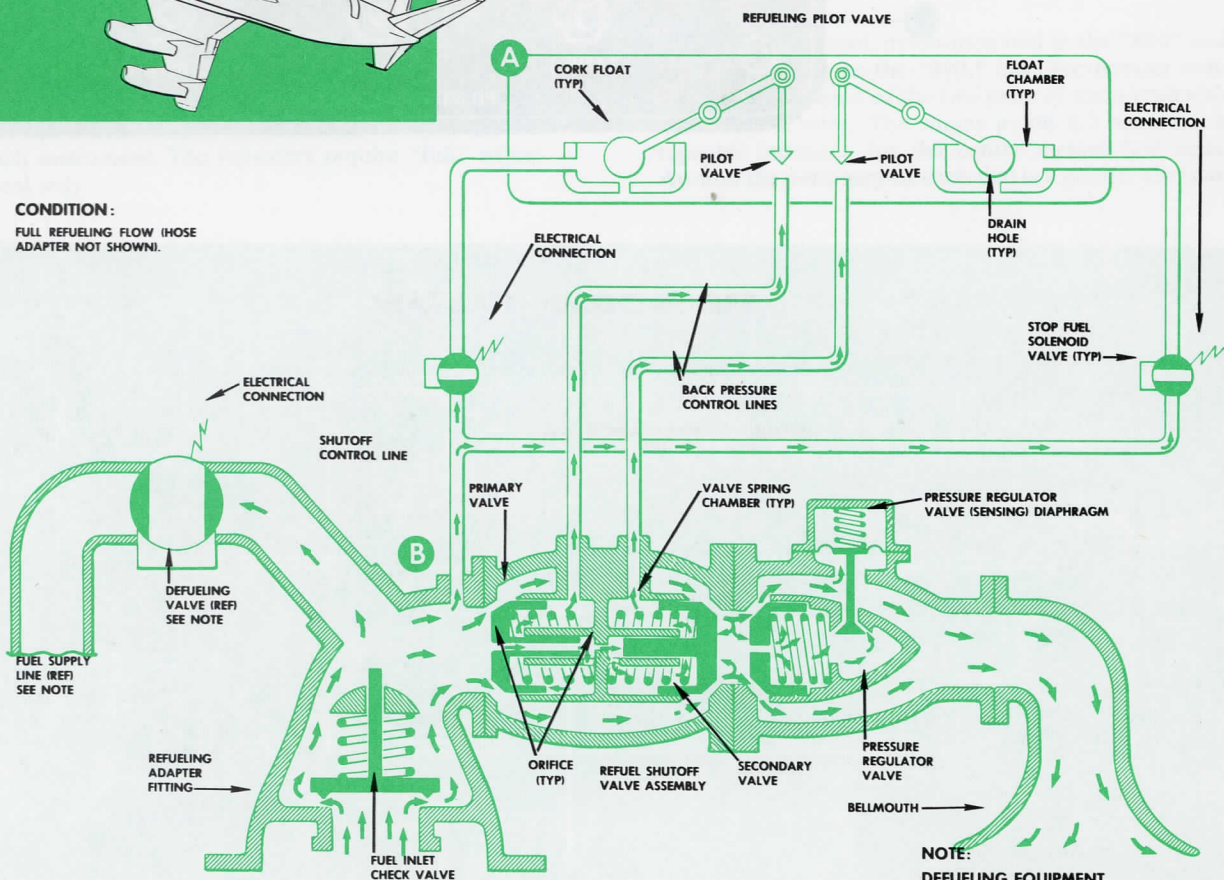 REFUELING PILOT VALVE
A
CORK FLOAT
(TYP)
FLOAT
CHAMBER
(TYP)
ELECTRICAL
CONNECTION
PILOT
VALVE
PILOT
VALVE
CONDITION:
FULL REFUELING FLOW (HOSE
ADAPTER NOT SHOWN).
DRAIN
HOLE
(TYP)
ELECTRICAL
CONNECTION
STOP FUEL
SOLENOID
VALVE (TYP)
ELECTRICAL
CONNECTION
BACK PRESSURE
CONTROL LINES
SHUTOFF
CONTROL LINE
PRIMARY
VALVE
VALVE SPRING
CHAMBER (TYP)
PRESSURE REGULATOR
VALVE (SENSING) DIAPHRAGM
B
DEFUELING
VALVE (REF)
SEE NOTE
FUEL SUPPLY
LINE (REF)
SEE NOTE
REFUELING
ADAPTER
FITTING
ORIFICE
(TYP)
REFUEL SHUTOFF
VALVE ASSEMBLY
SECONDARY
VALVE
PRESSURE
REGULATOR
VALVE
BELLMOUTH
FUEL INLET
CHECK VALVE
NOTE:
DEFUELING EQUIPMENT